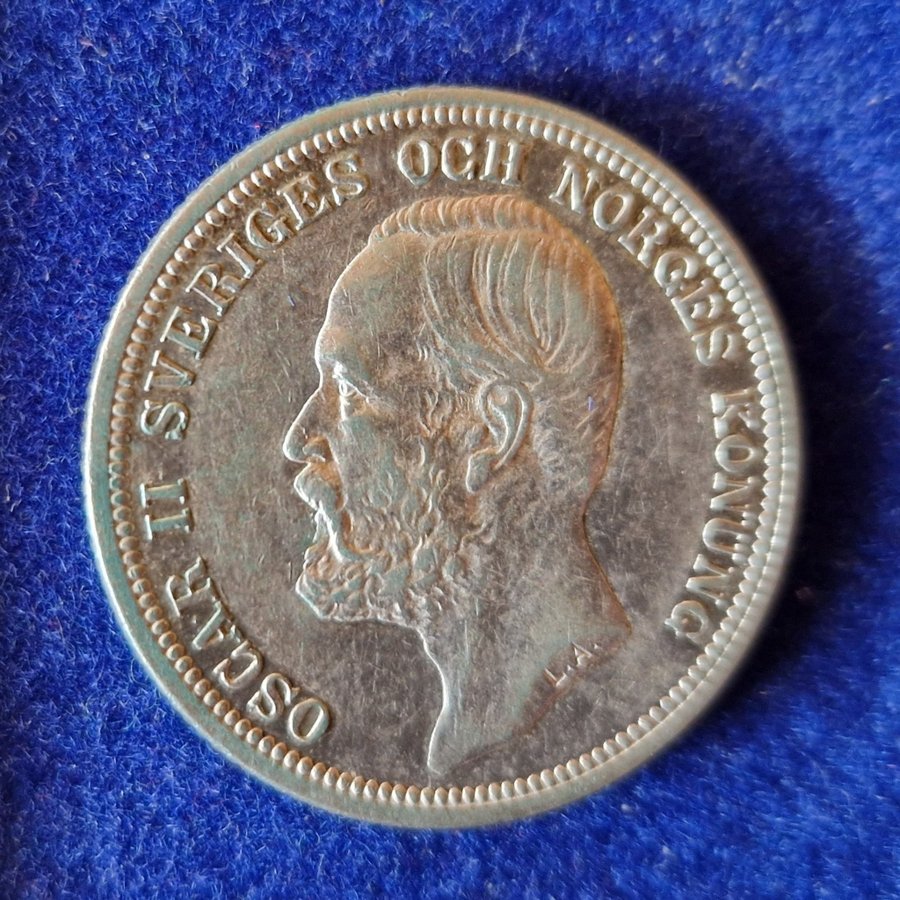 OSCAR II SVERIGES OCH NORGES KONUNG
L.A.